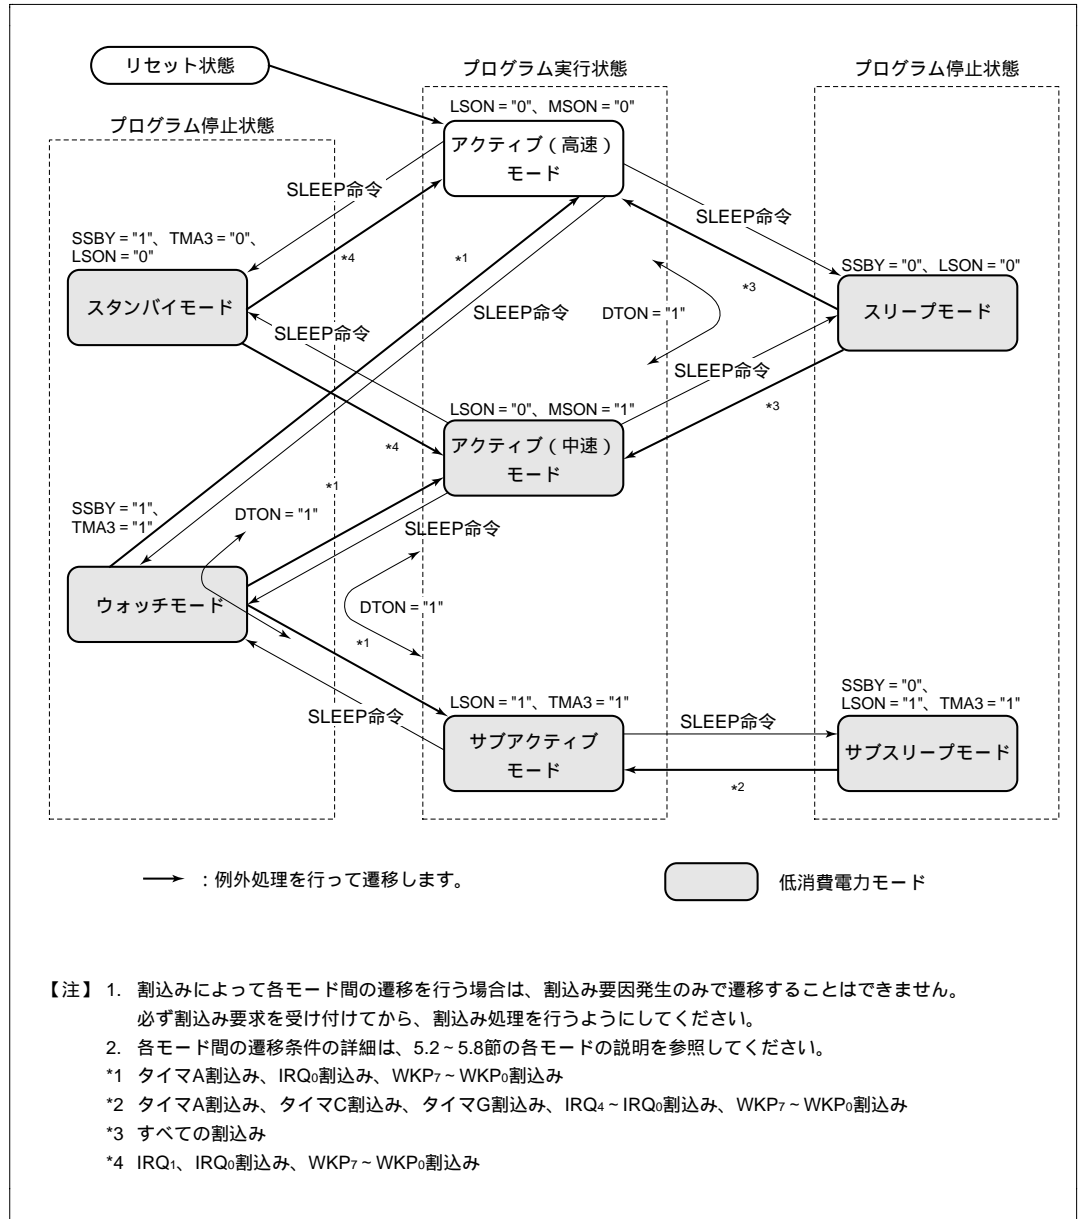 リセット状態
プログラム実行状態
プログラム停止状態
プログラム停止状態
LSON = "0"、MSON = "0"
アクティブ（高速）
モード
SLEEP命令
SLEEP命令
SSBY = "1"、TMA3 = "0"、
LSON = "0"
*4
*1
SSBY = "0"、LSON = "0"
スタンバイモード
SLEEP命令
SLEEP命令
DTON = "1"
*3
スリープモード
SLEEP命令
LSON = "0"、MSON = "1"
*3
*4
アクティブ（中速）
モード
*1
SSBY = "1"、
TMA3 = "1"
DTON = "1"
SLEEP命令
ウォッチモード
DTON = "1"
*1
SSBY = "0"、
LSON = "1"、TMA3 = "1"
LSON = "1"、TMA3 = "1"
SLEEP命令
SLEEP命令
サブアクティブ
モード
サブスリープモード
*2
：例外処理を行って遷移します。
低消費電力モード
【注】 1. 割込みによって各モード間の遷移を行う場合は、割込み要因発生のみで遷移することはできません。
必ず割込み要求を受け付けてから、割込み処理を行うようにしてください。
2. 各モード間の遷移条件の詳細は、5.2～5.8節の各モードの説明を参照してください。
*1 タイマA割込み、IRQ0割込み、WKP7～WKP0割込み
*2 タイマA割込み、タイマC割込み、タイマG割込み、IRQ4～IRQ0割込み、WKP7～WKP0割込み
*3 すべての割込み
*4 IRQ1、IRQ0割込み、WKP7～WKP0割込み